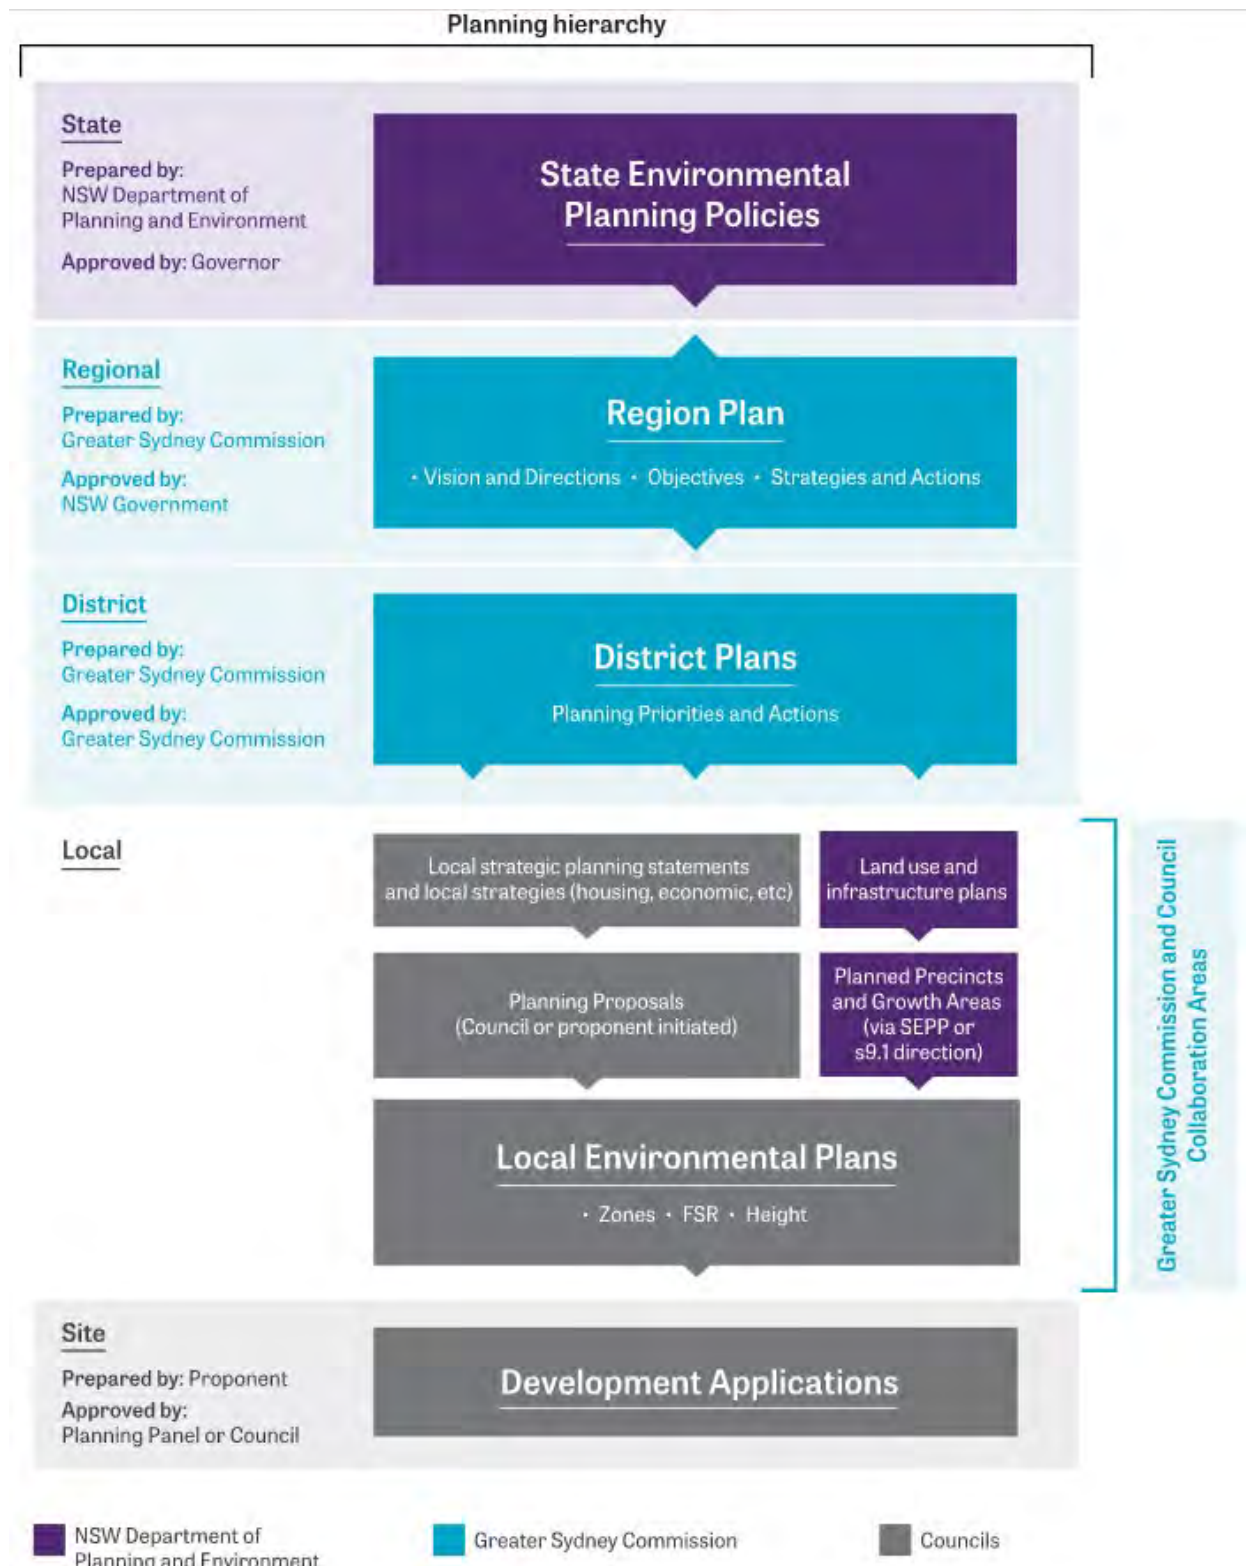 Planning hierarchy
State
Prepared by:
NSW Department of
Planning and Environment
Approved by: Governor
State Environmental
Planning Policies
Regional
Prepared by:
Greater Sydney Commission
Approved by:
NSW Government
Region Plan
• Vision and Directions • Objectives • Strategies and Actions
District
Prepared by:
Greater Sydney Commission
Approved by:
Greater Sydney Commission
District Plans
Planning Priorities and Actions
Local
Local strategic planning statements
and local strategies (housing, economic, etc)
Land use and
infrastructure plans
Planning Proposals
(Council or proponent initiated)
Planned Precincts
and Growth Areas
(via SEPP or
s9.1 direction)
Local Environmental Plans
• Zones • FSR • Height
Greater Sydney Commission and Council
Collaboration Areas
Site
Prepared by: Proponent
Approved by:
Planning Panel or Council
Development Applications
NSW Department of
Planning and Environment
Greater Sydney Commission
Councils